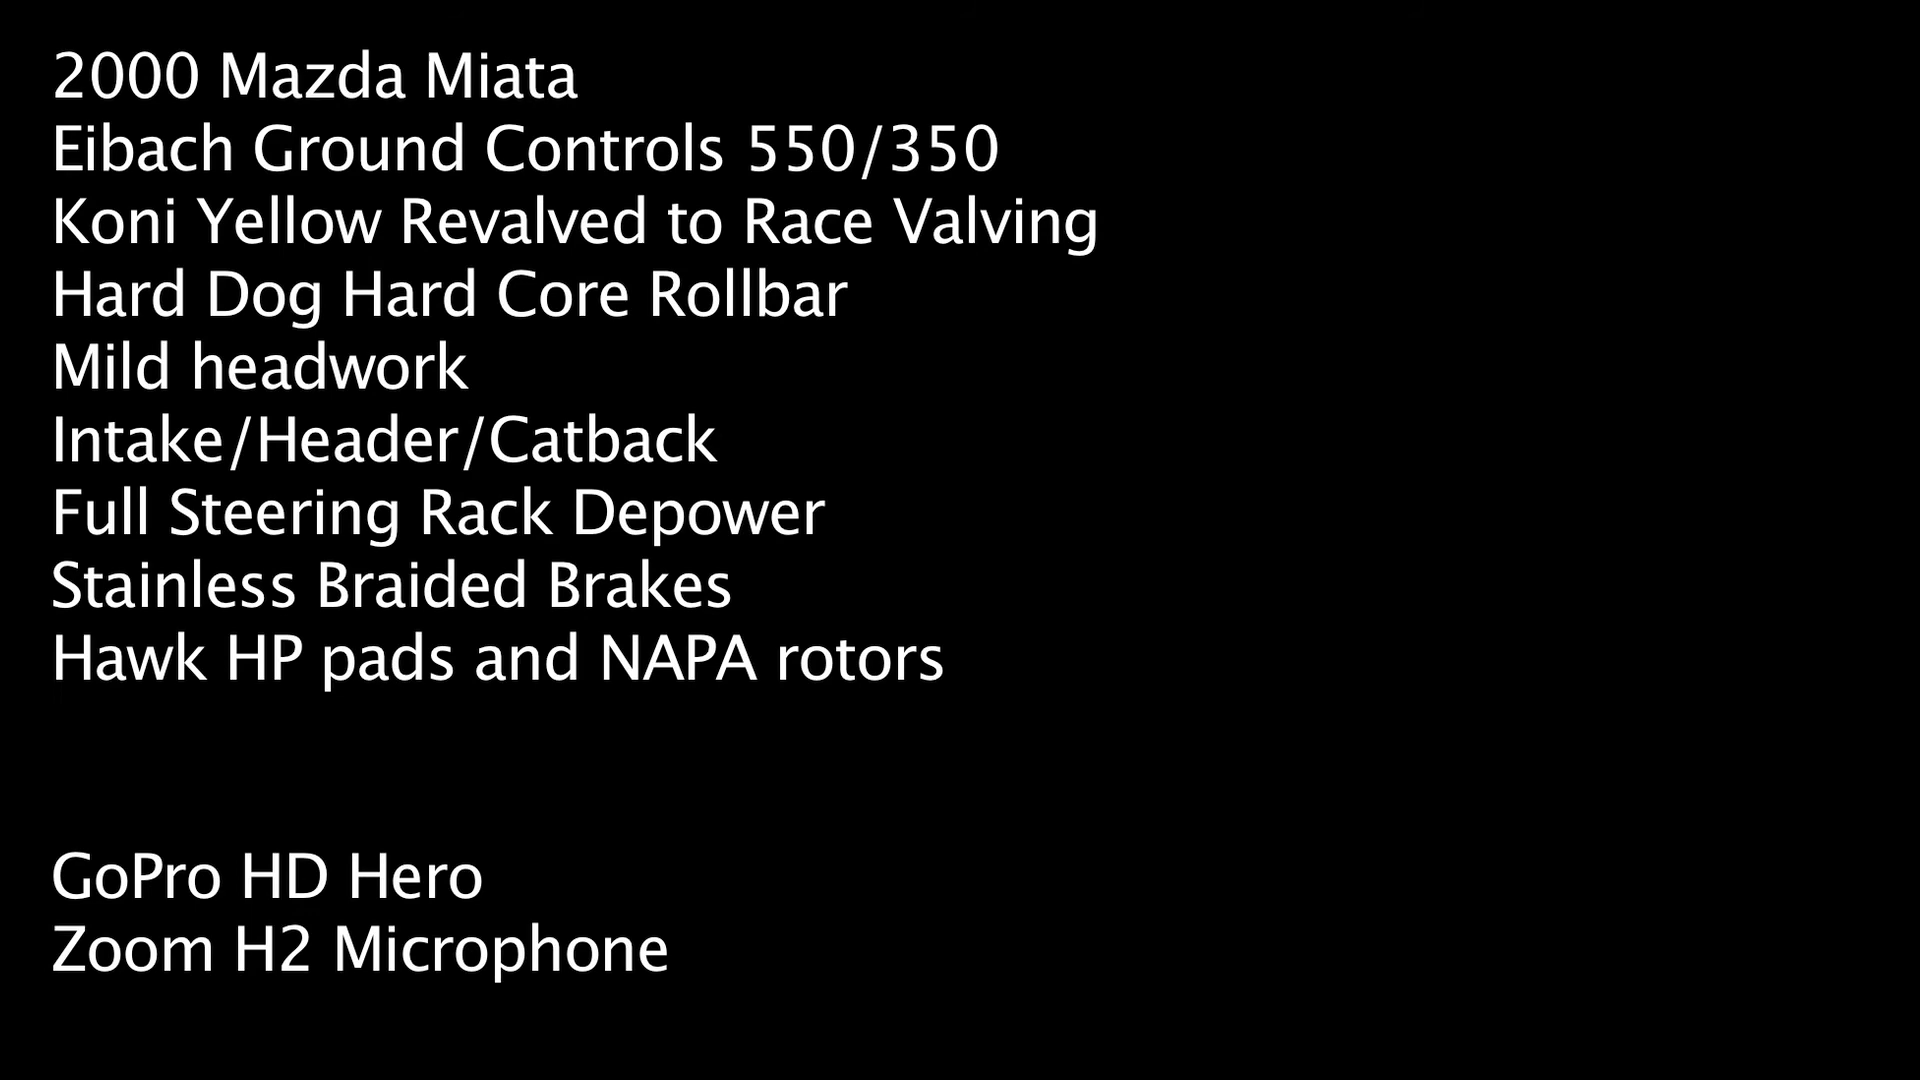 2000 Mazda Miata
Eibach Ground Controls 550/350
Koni Yellow Revalved to Race Valving
Hard Dog Hard Core Rollbar
Mild headwork
Intake/Header/Catback
Full Steering Rack Depower
Stainless Braided Brakes
Hawk HP pads and NAPA rotors
GoPro HD Hero
Zoom H2 Microphone